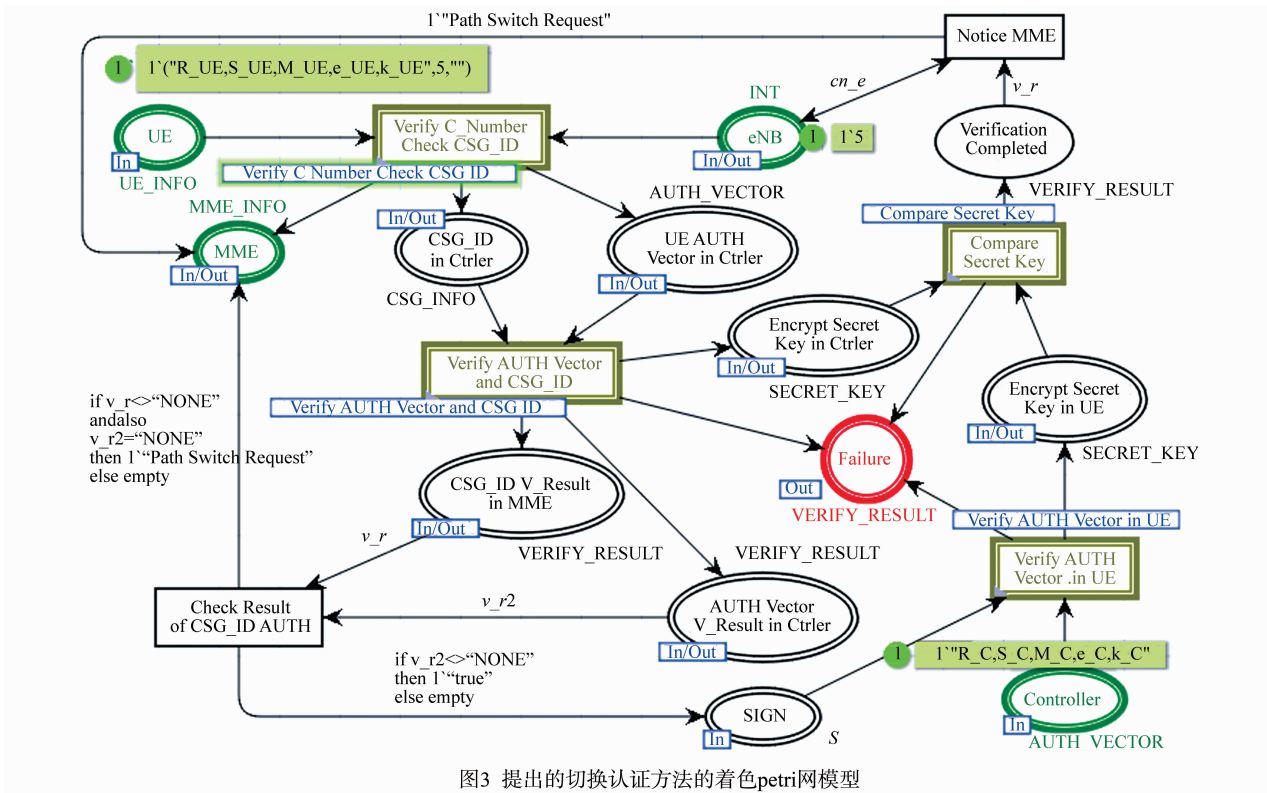 1`"Path Switch Request"
Notice MME
1
1`("R_UE,S_UE,M_UE,e_UE,k_UE",5,"")
cn_e
v_r
INT
UE
In
UE_INFO
Verify C_Number
Check CSG_ID
Verify C Number Check CSG ID
eNB
In/Out
1
1`5
Verification
Completed
VERIFY_RESULT
MME_INFO
MME
In/Out
In/Out
CSG_ID
in Ctrler
CSG_INFO
AUTH_VECTOR
UE AUTH
Vector in Ctrler
In/Out
Compare Secret Key
Compare
Secret Key
Encrypt Secret
Key in Ctrler
In/Out
SECRET_KEY
Verify AUTH Vector
and CSG_ID
Verify AUTH Vector and CSG ID
Encrypt Secret
Key in UE
In/Out
SECRET_KEY
if v_r<>“NONE”
andalso
v_r2=“NONE”
then 1`“Path Switch Request”
else empty
Failure
Out
VERIFY_RESULT
CSG_ID V_Result
in MME
In/Out
VERIFY_RESULT
v_r
Verify AUTH Vector in UE
Verify AUTH
Vector .in UE
VERIFY_RESULT
AUTH Vector
V_Result in Ctrler
In/Out
Check Result
of CSG_ID AUTH
v_r2
if v_r2<>“NONE”
then 1`“true”
else empty
1
1`"R_C,S_C,M_C,e_C,k_C"
Controller
In
AUTH_VECTOR
SIGN
In
S
图3 提出的切换认证方法的着色petri网模型